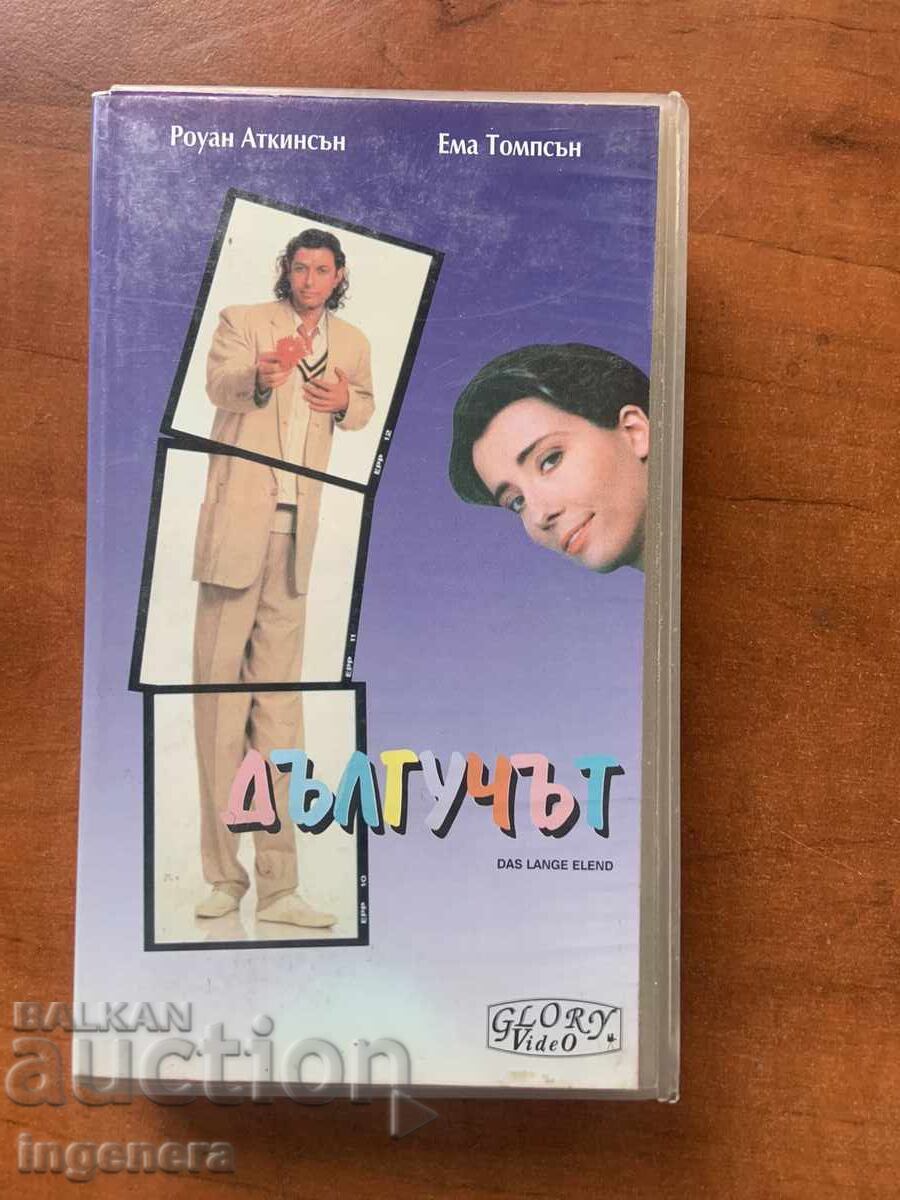 Роуан Аткинсън
Ема Томпсън
EPP 12
EPP 11
ДЪЛГУЧЪТ
DAS LANGE ELEND
EPP 10
GLORY
VideO
BALKAN
auction
ingenera